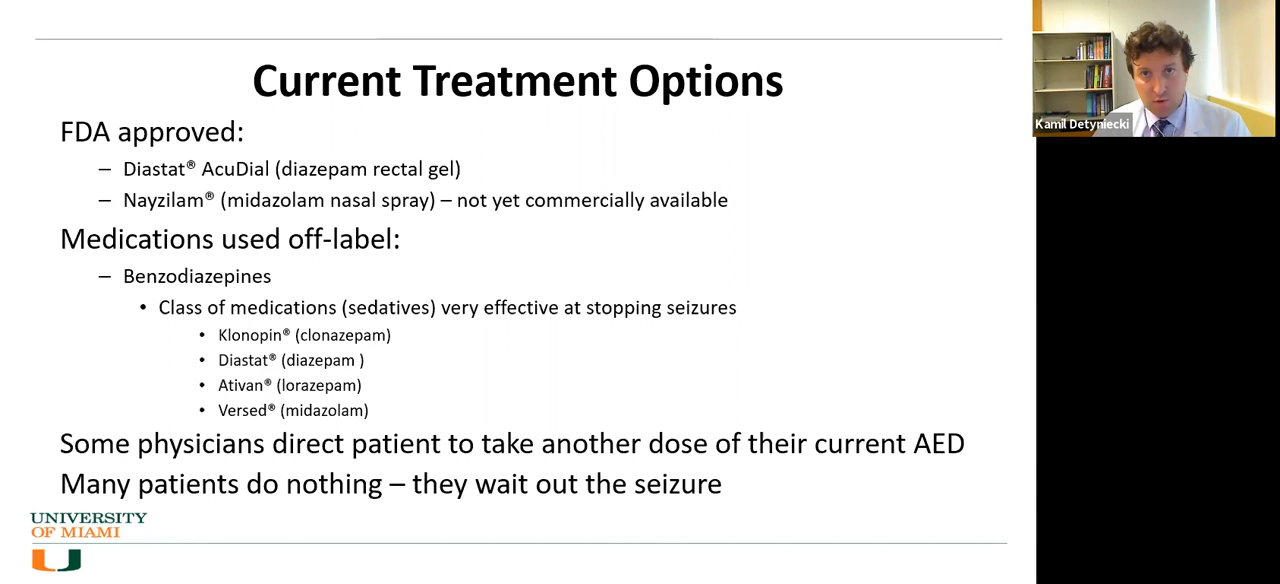 Current Treatment Options
FDA approved:
– Diastat® AcuDial (diazepam rectal gel)
– Nayzilam® (midazolam nasal spray) – not yet commercially available
Medications used off-label:
– Benzodiazepines
• Class of medications (sedatives) very effective at stopping seizures
• Klonopin® (clonazepam)
• Diastat® (diazepam )
• Ativan® (lorazepam)
• Versed® (midazolam)
Some physicians direct patient to take another dose of their current AED
Many patients do nothing – they wait out the seizure
UNIVERSITY
OF MIAMI
Kamil Detyniecki